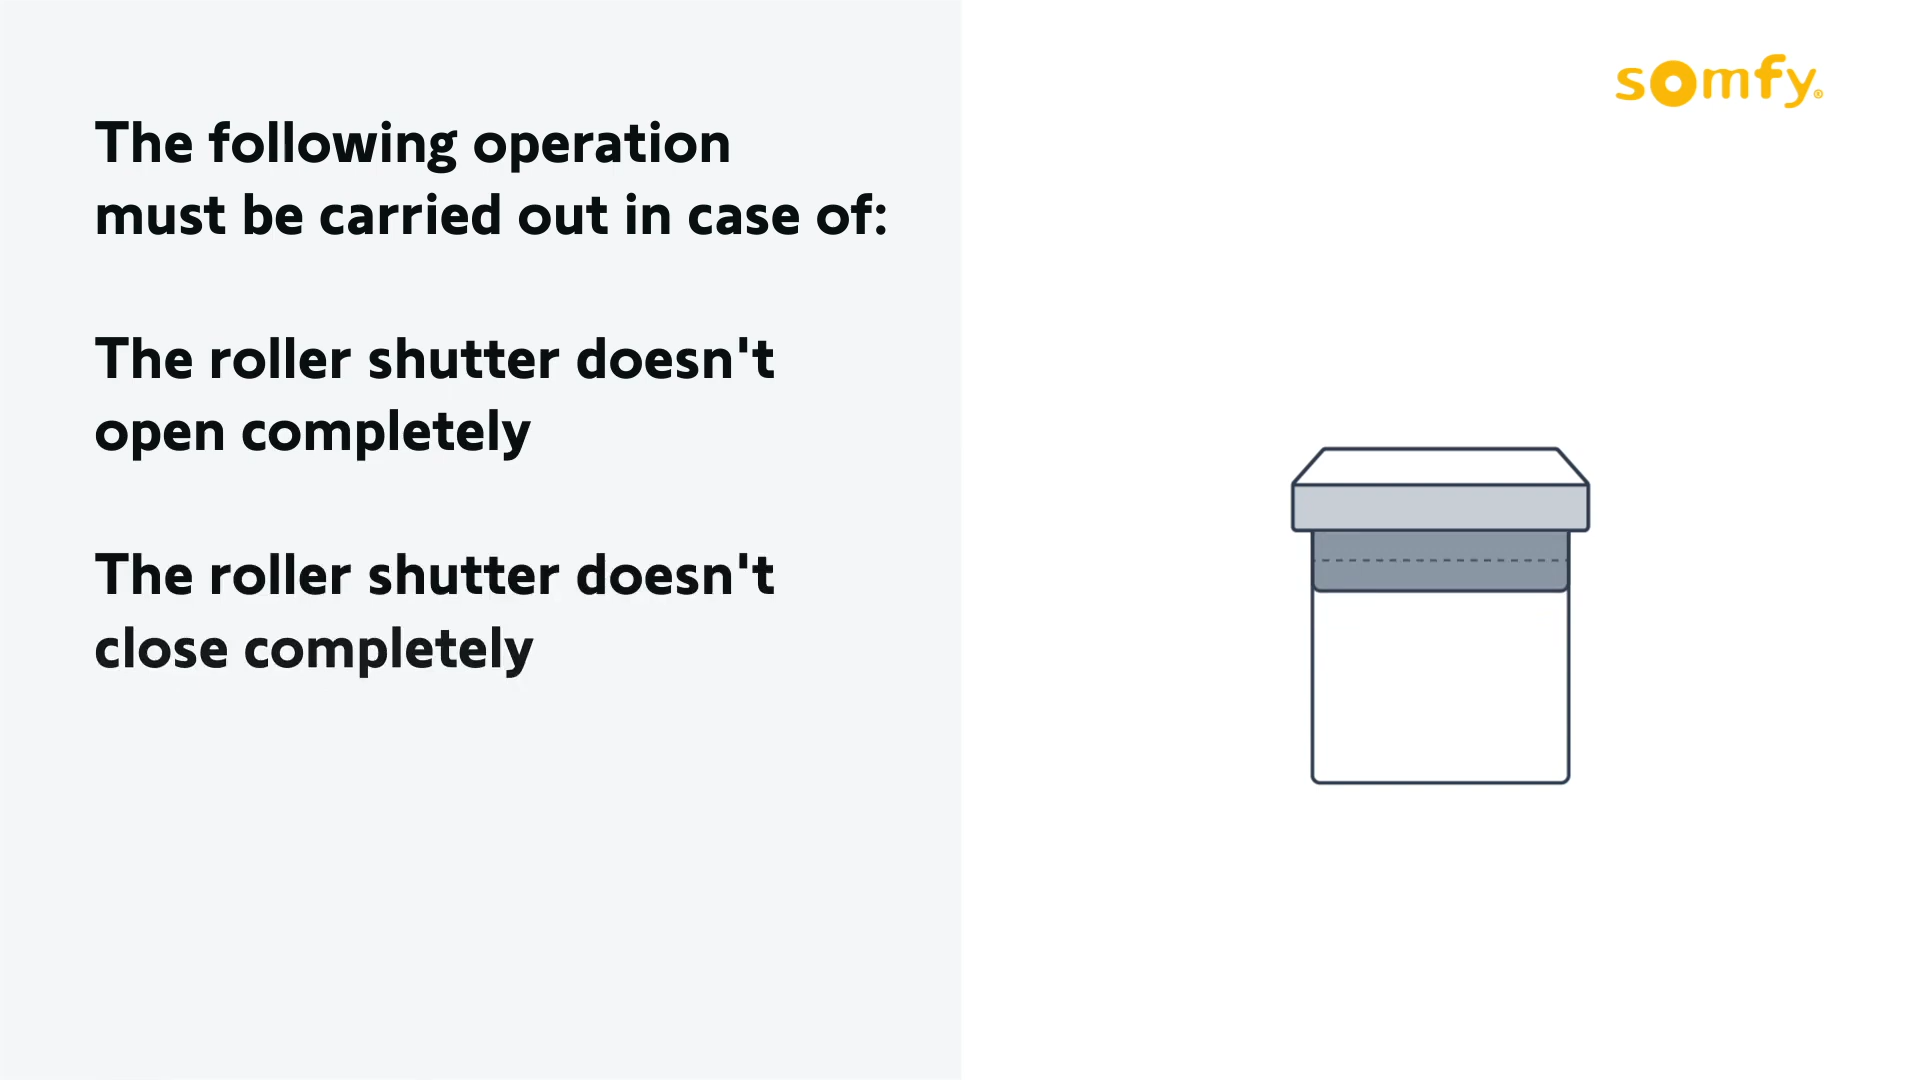 The following operation
must be carried out in case of:
The roller shutter doesn't
open completely
The roller shutter doesn't
close completely
somfy®